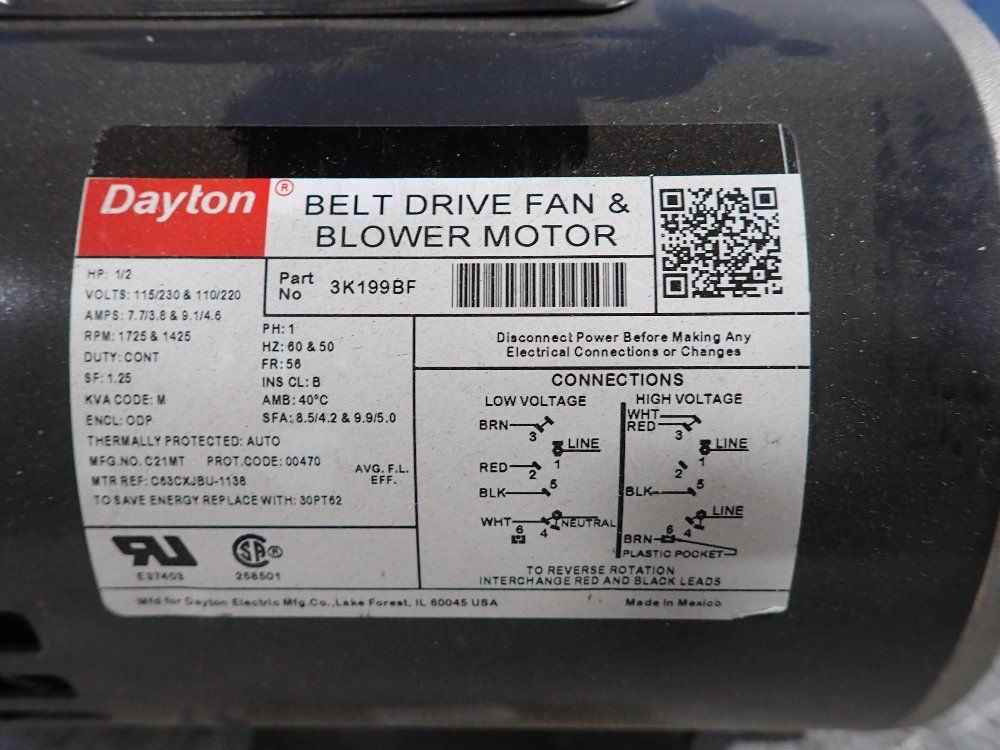 Dayton ®
BELT DRIVE FAN &
BLOWER MOTOR
Part No 3K199BF
HP: 1/2
VOLTS: 115/230 & 110/220
AMPS: 7.7/3.8 & 9.1/4.6
RPM: 1725 & 1425
DUTY: CONT
SF: 1.25
KVA CODE: M
ENCL: ODP
PH: 1
HZ: 60 & 50
FR: 56
INS CL: B
AMB: 40°C
SFA: 8.5/4.2 & 9.9/5.0
THERMALLY PROTECTED: AUTO
MFG.NO. C21MT PROT.CODE: 00470
MTR REF: C63CXJBU-1138
AVG. F.L.
EFF.
TO SAVE ENERGY REPLACE WITH: 30PT62
Disconnect Power Before Making Any
Electrical Connections or Changes
CONNECTIONS
LOW VOLTAGE
BRN 3
LINE
1
RED 2
BLK 5
WHT 4 NEUTRAL
6
HIGH VOLTAGE
WHT
RED 3
LINE
1
2
BLK 5
LINE
4
BRN 6
PLASTIC POCKET
TO REVERSE ROTATION
INTERCHANGE RED AND BLACK LEADS
RU
E37403
SA ®
258501
Mfd for Dayton Electric Mfg.Co., Lake Forest, IL 60045 USA
Made in Mexico